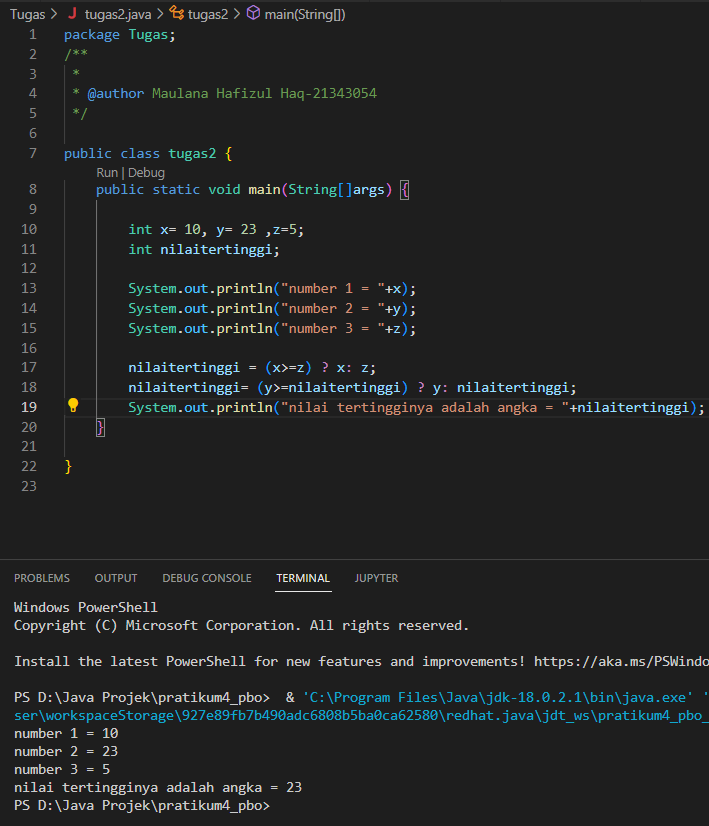 Tugas > J tugas2.java > tugas2 > main(String[])
1 package Tugas;
2 /**
3 *
4 * @author Maulana Hafizul Haq-21343054
5 */
6
7 public class tugas2 {
Run | Debug
8 public static void main(String[]args) {
9
10 int x= 10, y= 23 ,z=5;
11 int nilaitertinggi;
12
13 System.out.println("number 1 = "+x);
14 System.out.println("number 2 = "+y);
15 System.out.println("number 3 = "+z);
16
17 nilaitertinggi = (x>=z) ? x: z;
18 nilaitertinggi= (y>=nilaitertinggi) ? y: nilaitertinggi;
19 System.out.println("nilai tertingginya adalah angka = "+nilaitertinggi);
20 }
21
22 }
23
PROBLEMS OUTPUT DEBUG CONSOLE TERMINAL JUPYTER
Windows PowerShell
Copyright (C) Microsoft Corporation. All rights reserved.
Install the latest PowerShell for new features and improvements! https://aka.ms/PSWindo
PS D:\Java Projek\pratikum4_pbo> & 'C:\Program Files\Java\jdk-18.0.2.1\bin\java.exe' '
ser\workspaceStorage\927e89fb7b490adc6808b5ba0ca62580\redhat.java\jdt_ws\pratikum4_pbo_
number 1 = 10
number 2 = 23
number 3 = 5
nilai tertingginya adalah angka = 23
PS D:\Java Projek\pratikum4_pbo>